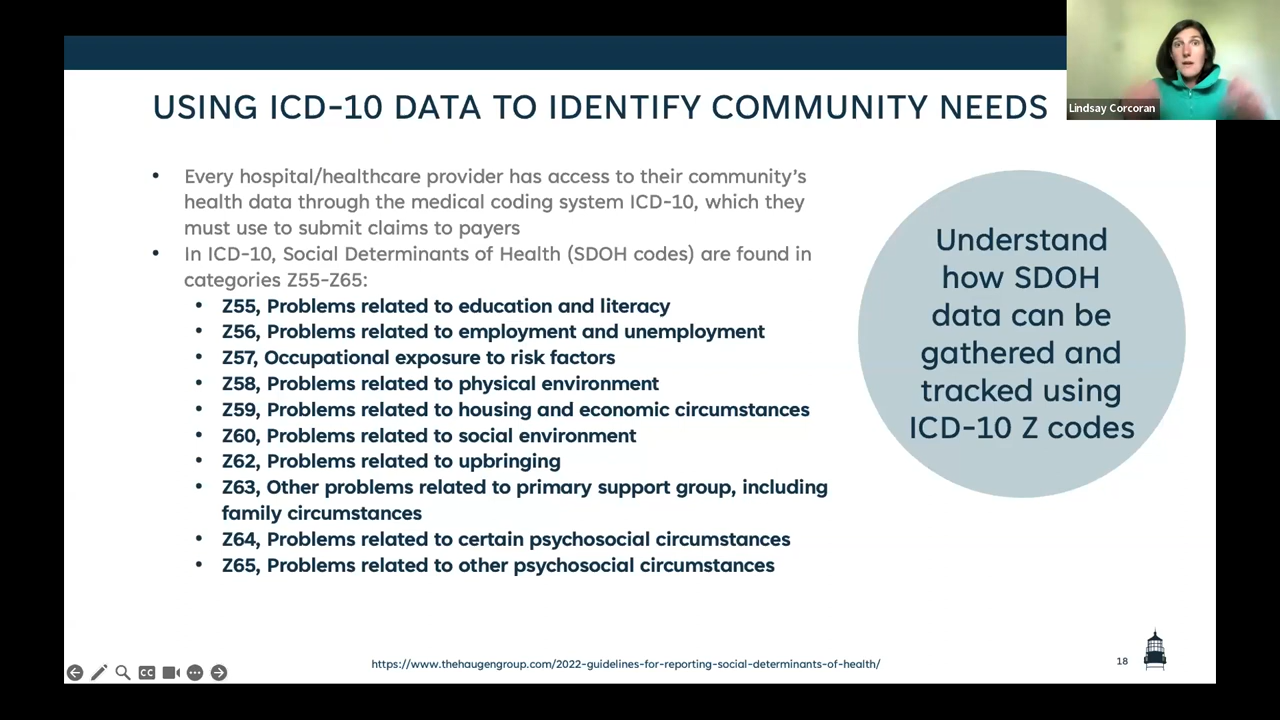 USING ICD-10 DATA TO IDENTIFY COMMUNITY NEEDS
Lindsay Corcoran
• Every hospital/healthcare provider has access to their community's
health data through the medical coding system ICD-10, which they
must use to submit claims to payers
• In ICD-10, Social Determinants of Health (SDOH codes) are found in
categories Z55-Z65:
• Z55, Problems related to education and literacy
• Z56, Problems related to employment and unemployment
• Z57, Occupational exposure to risk factors
• Z58, Problems related to physical environment
• Z59, Problems related to housing and economic circumstances
• Z60, Problems related to social environment
• Z62, Problems related to upbringing
• Z63, Other problems related to primary support group, including
family circumstances
• Z64, Problems related to certain psychosocial circumstances
• Z65, Problems related to other psychosocial circumstances
Understand
how SDOH
data can be
gathered and
tracked using
ICD-10 Z codes
CC
https://www.thehaugengroup.com/2022-guidelines-for-reporting-social-determinants-of-health/
18